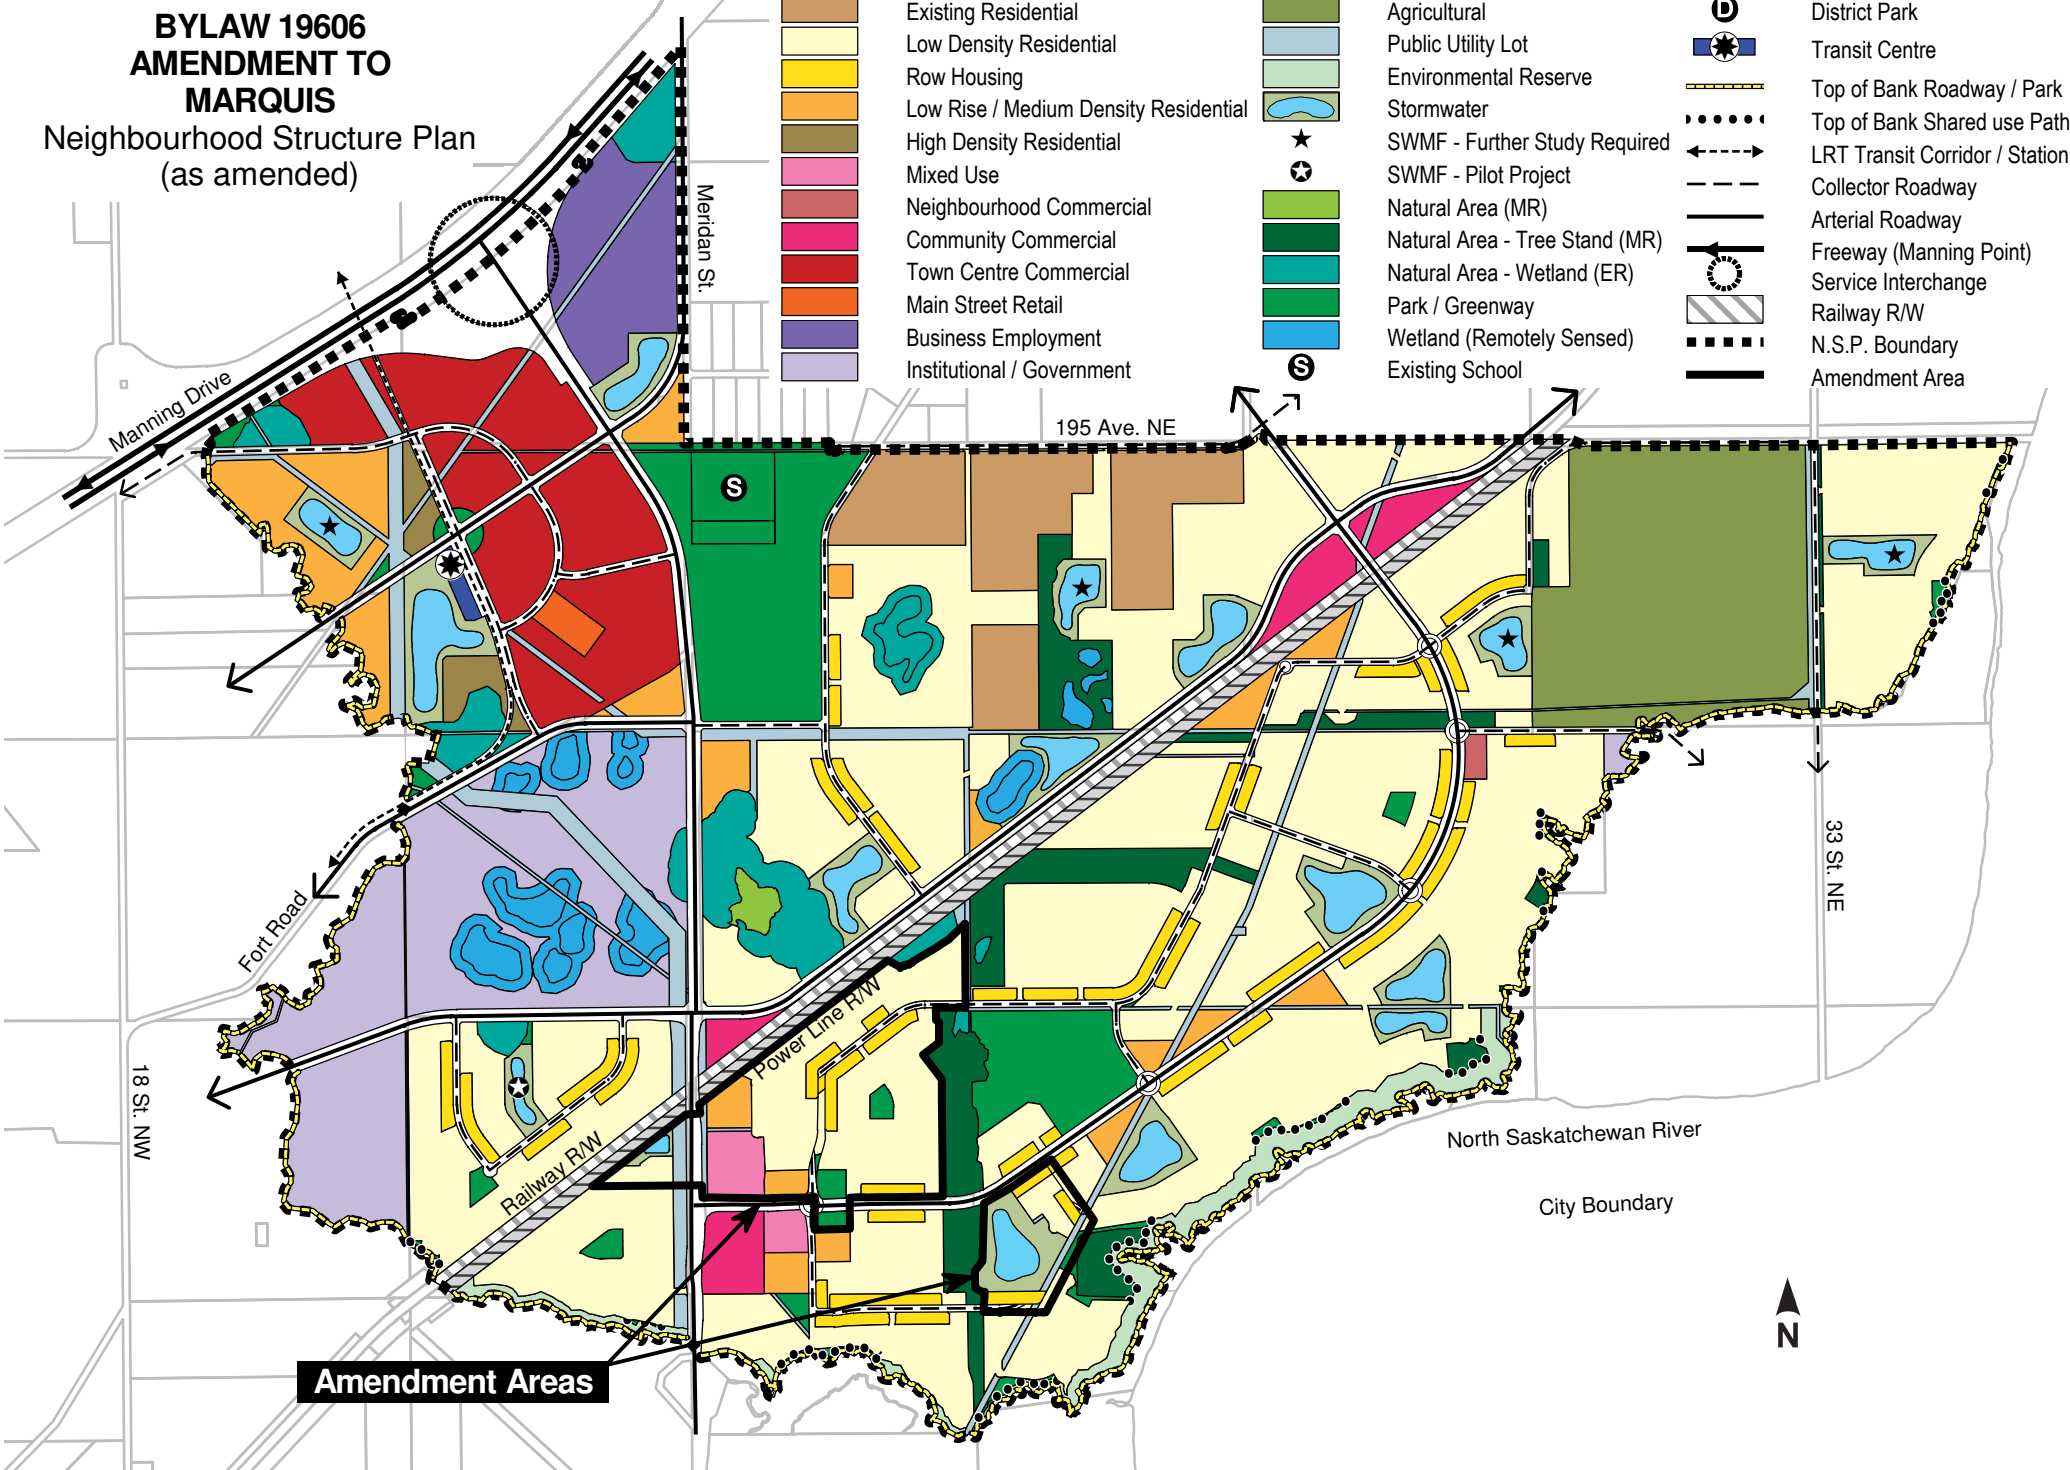 BYLAW 19606
AMENDMENT TO
MARQUIS
Neighbourhood Structure Plan
(as amended)
Existing Residential
Low Density Residential
Row Housing
Low Rise / Medium Density Residential
High Density Residential
Mixed Use
Neighbourhood Commercial
Community Commercial
Town Centre Commercial
Main Street Retail
Business Employment
Institutional / Government
Agricultural
Public Utility Lot
Environmental Reserve
Stormwater
SWMF - Further Study Required
SWMF - Pilot Project
Natural Area (MR)
Natural Area - Tree Stand (MR)
Natural Area - Wetland (ER)
Park / Greenway
Wetland (Remotely Sensed)
S
Existing School
D
District Park
Transit Centre
Top of Bank Roadway / Park
Top of Bank Shared use Path
LRT Transit Corridor / Station
Collector Roadway
Arterial Roadway
Freeway (Manning Point)
Service Interchange
Railway R/W
N.S.P. Boundary
Amendment Area
Meridan St.
Manning Drive
195 Ave. NE
S
33 St. NE
Fort Road
Power Line R/W
18 St. NW
Railway R/W
North Saskatchewan River
City Boundary
N
Amendment Areas